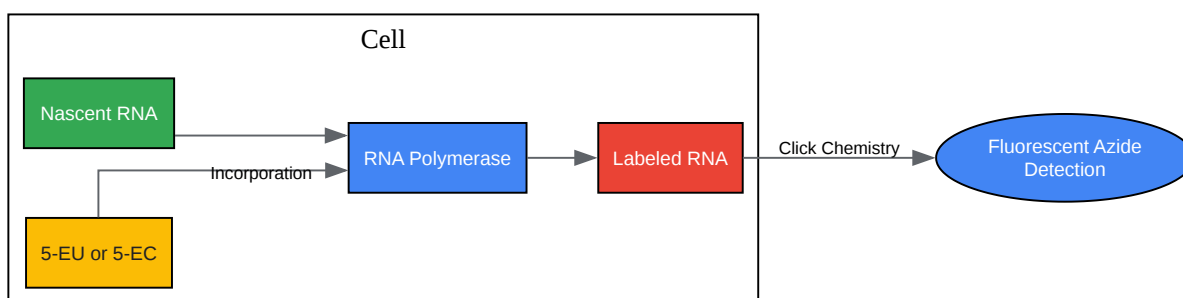 Cell
Nascent RNA
Incorporation
5-EU or 5-EC
RNA Polymerase
Labeled RNA
Click Chemistry
Fluorescent Azide
Detection